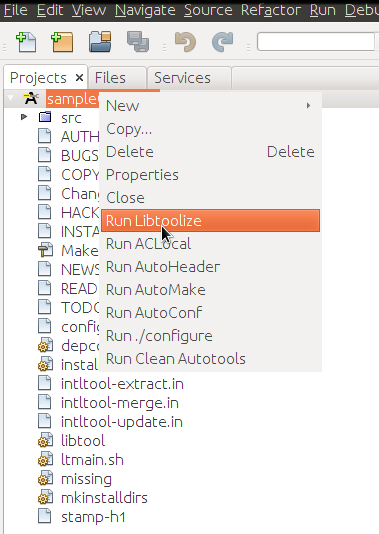 File Edit View Navigate Source Refactor Run Debu
Projects × Files Services
sample
New
src
Copy...
AUTH
Delete Delete
BUGS
Properties
COPY
Close
Chang
Run Libtoolize
HACK
INSTA
Run ACLocal
Make
Run AutoHeader
NEWS
Run AutoMake
READ
TODO
Run AutoConf
config
Run ./configure
depco
Run Clean Autotools
instal
intltool-extract.in
intltool-merge.in
intltool-update.in
libtool
ltmain.sh
missing
mkinstalldirs
stamp-h1